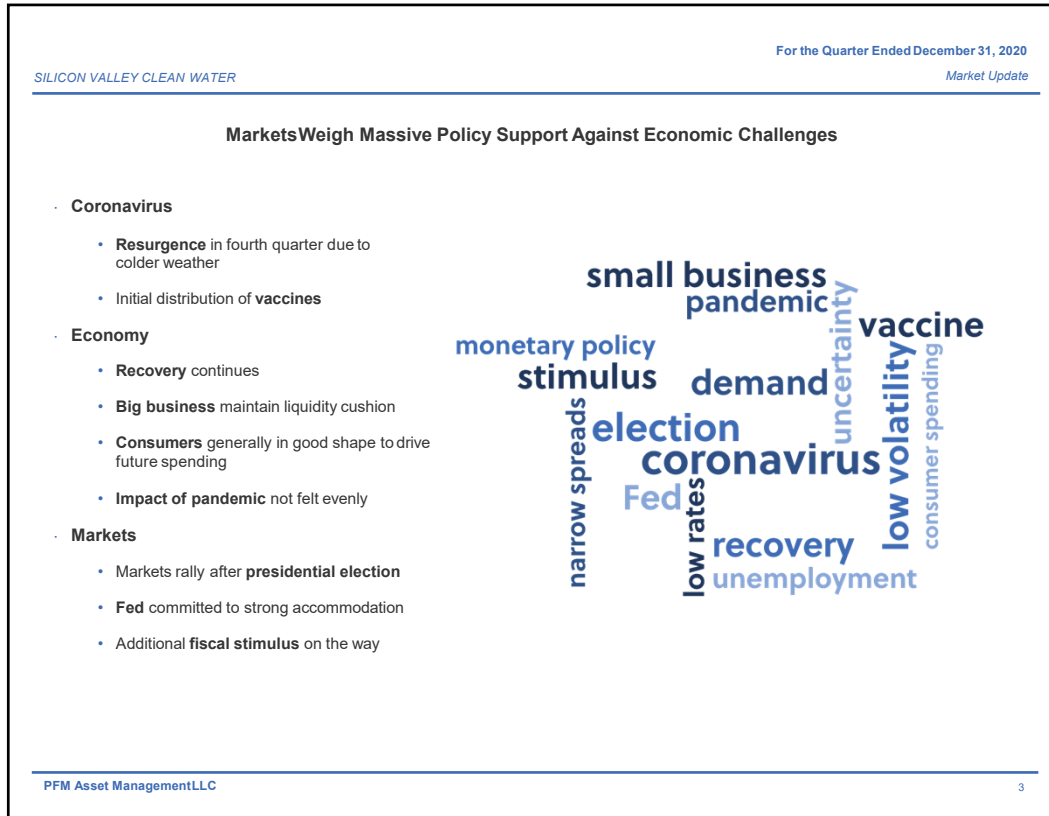 For the Quarter Ended December 31, 2020
SILICON VALLEY CLEAN WATER
Market Update
Markets Weigh Massive Policy Support Against Economic Challenges
· Coronavirus
• Resurgence in fourth quarter due to
colder weather
• Initial distribution of vaccines
· Economy
• Recovery continues
• Big business maintain liquidity cushion
• Consumers generally in good shape to drive
future spending
• Impact of pandemic not felt evenly
· Markets
• Markets rally after presidential election
• Fed committed to strong accommodation
• Additional fiscal stimulus on the way
small business
pandemic
uncertainty
vaccine
monetary policy
stimulus
demand
low volatility
consumer spending
narrow spreads
election
coronavirus
Fed
low rates
recovery
unemployment
PFM Asset Management LLC
3